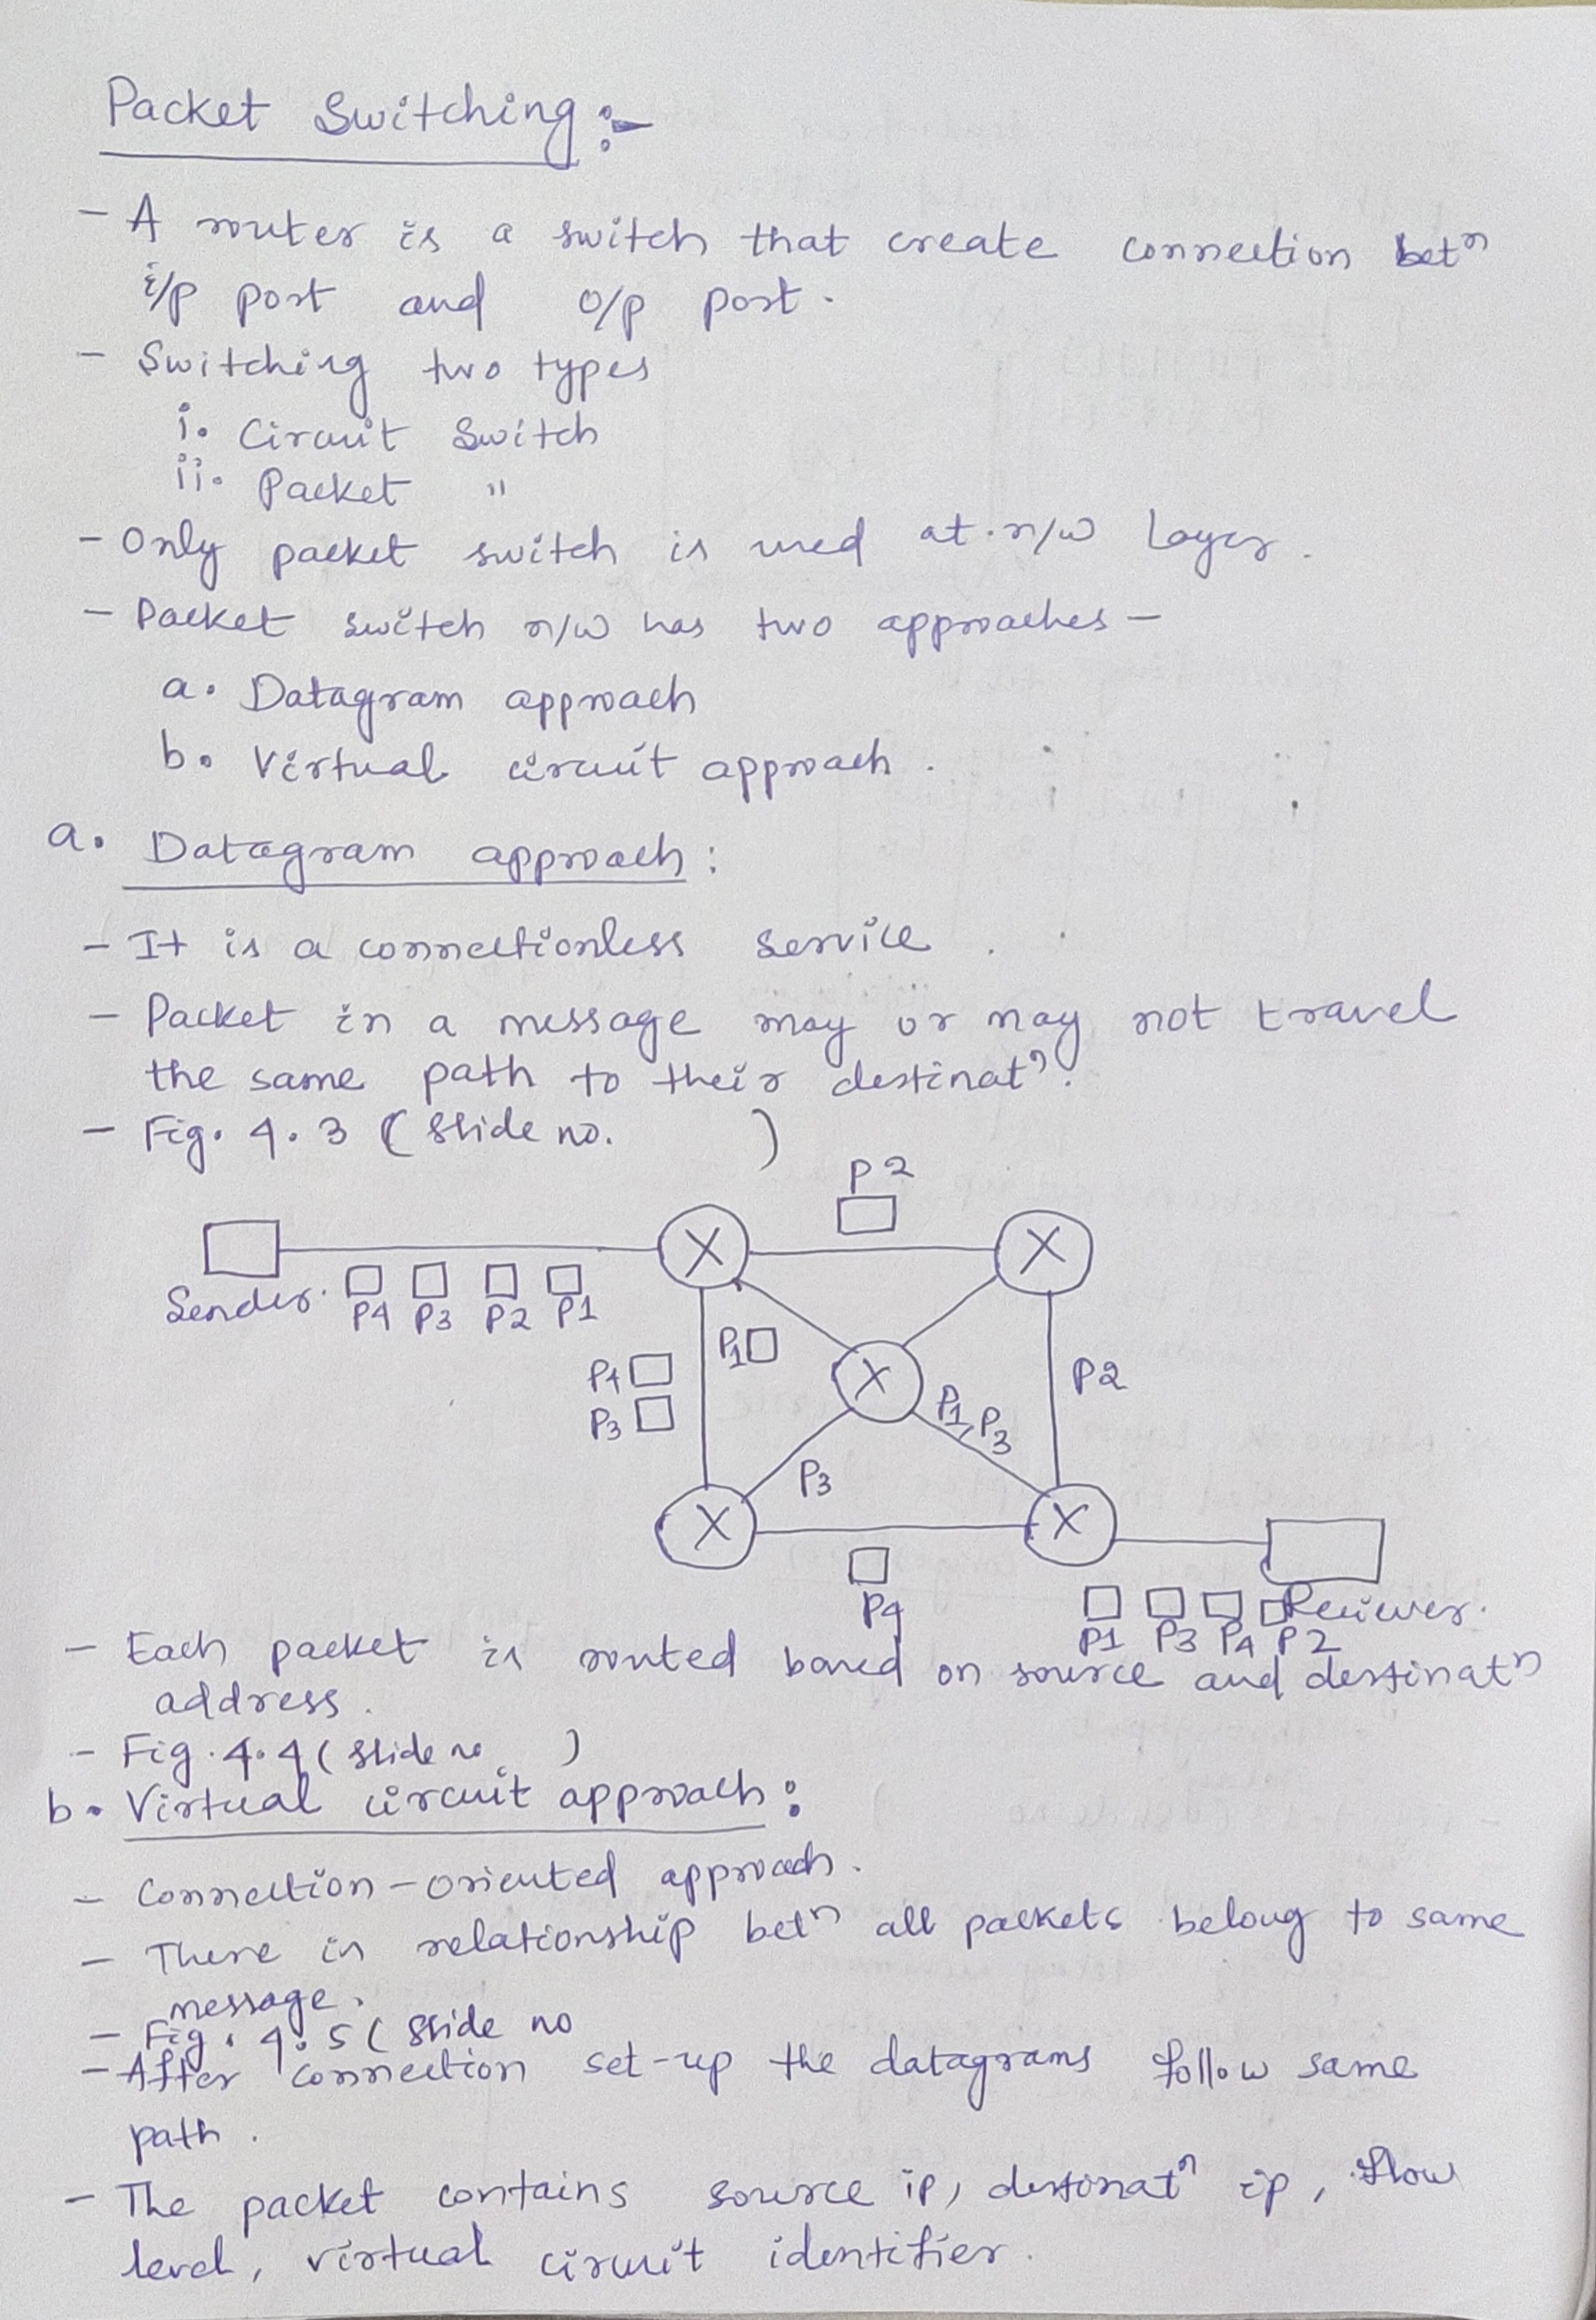 Packet Switching :-
- A router is a switch that create connection betn
i/p port and o/p port.
- Switching two types
i. Circuit Switch
ii. Packet "
- Only packet switch is used at n/w Layer.
- Packet switch n/w has two approaches -
a. Datagram approach
b. Virtual circuit approach.
a. Datagram approach :
- It is a connectionless service.
- Packet in a message may or may not travel
the same path to their destinatn.
- Fig. 4.3 (Slide no. )
P2
Sender.
P4 P3 P2 P1
P1
P4
P3
P2
P1, P3
P3
P4
Reciever.
P1 P3 P4 P2
- Each packet is routed based on source and destinatn
address.
- Fig. 4.4 (Slide no. )
b. Virtual circuit approach :
- Connection-oriented approach.
- There is relationship betn all packets belong to same
message.
- Fig. 4.5 (Slide no
- After connection set-up the datagrams follow same
path.
- The packet contains source ip, destinatn ip, flow
level, virtual circuit identifier.